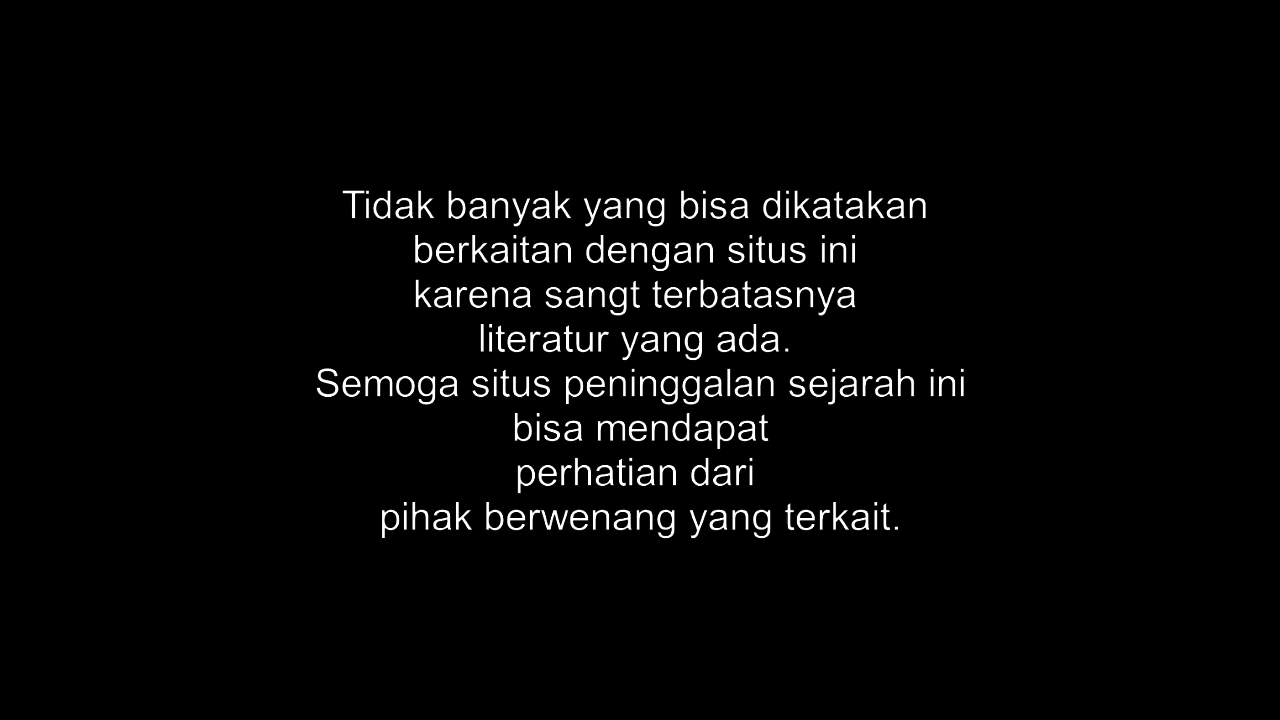 Tidak banyak yang bisa dikatakan
berkaitan dengan situs ini
karena sangt terbatasnya
literatur yang ada.
Semoga situs peninggalan sejarah ini
bisa mendapat
perhatian dari
pihak berwenang yang terkait.